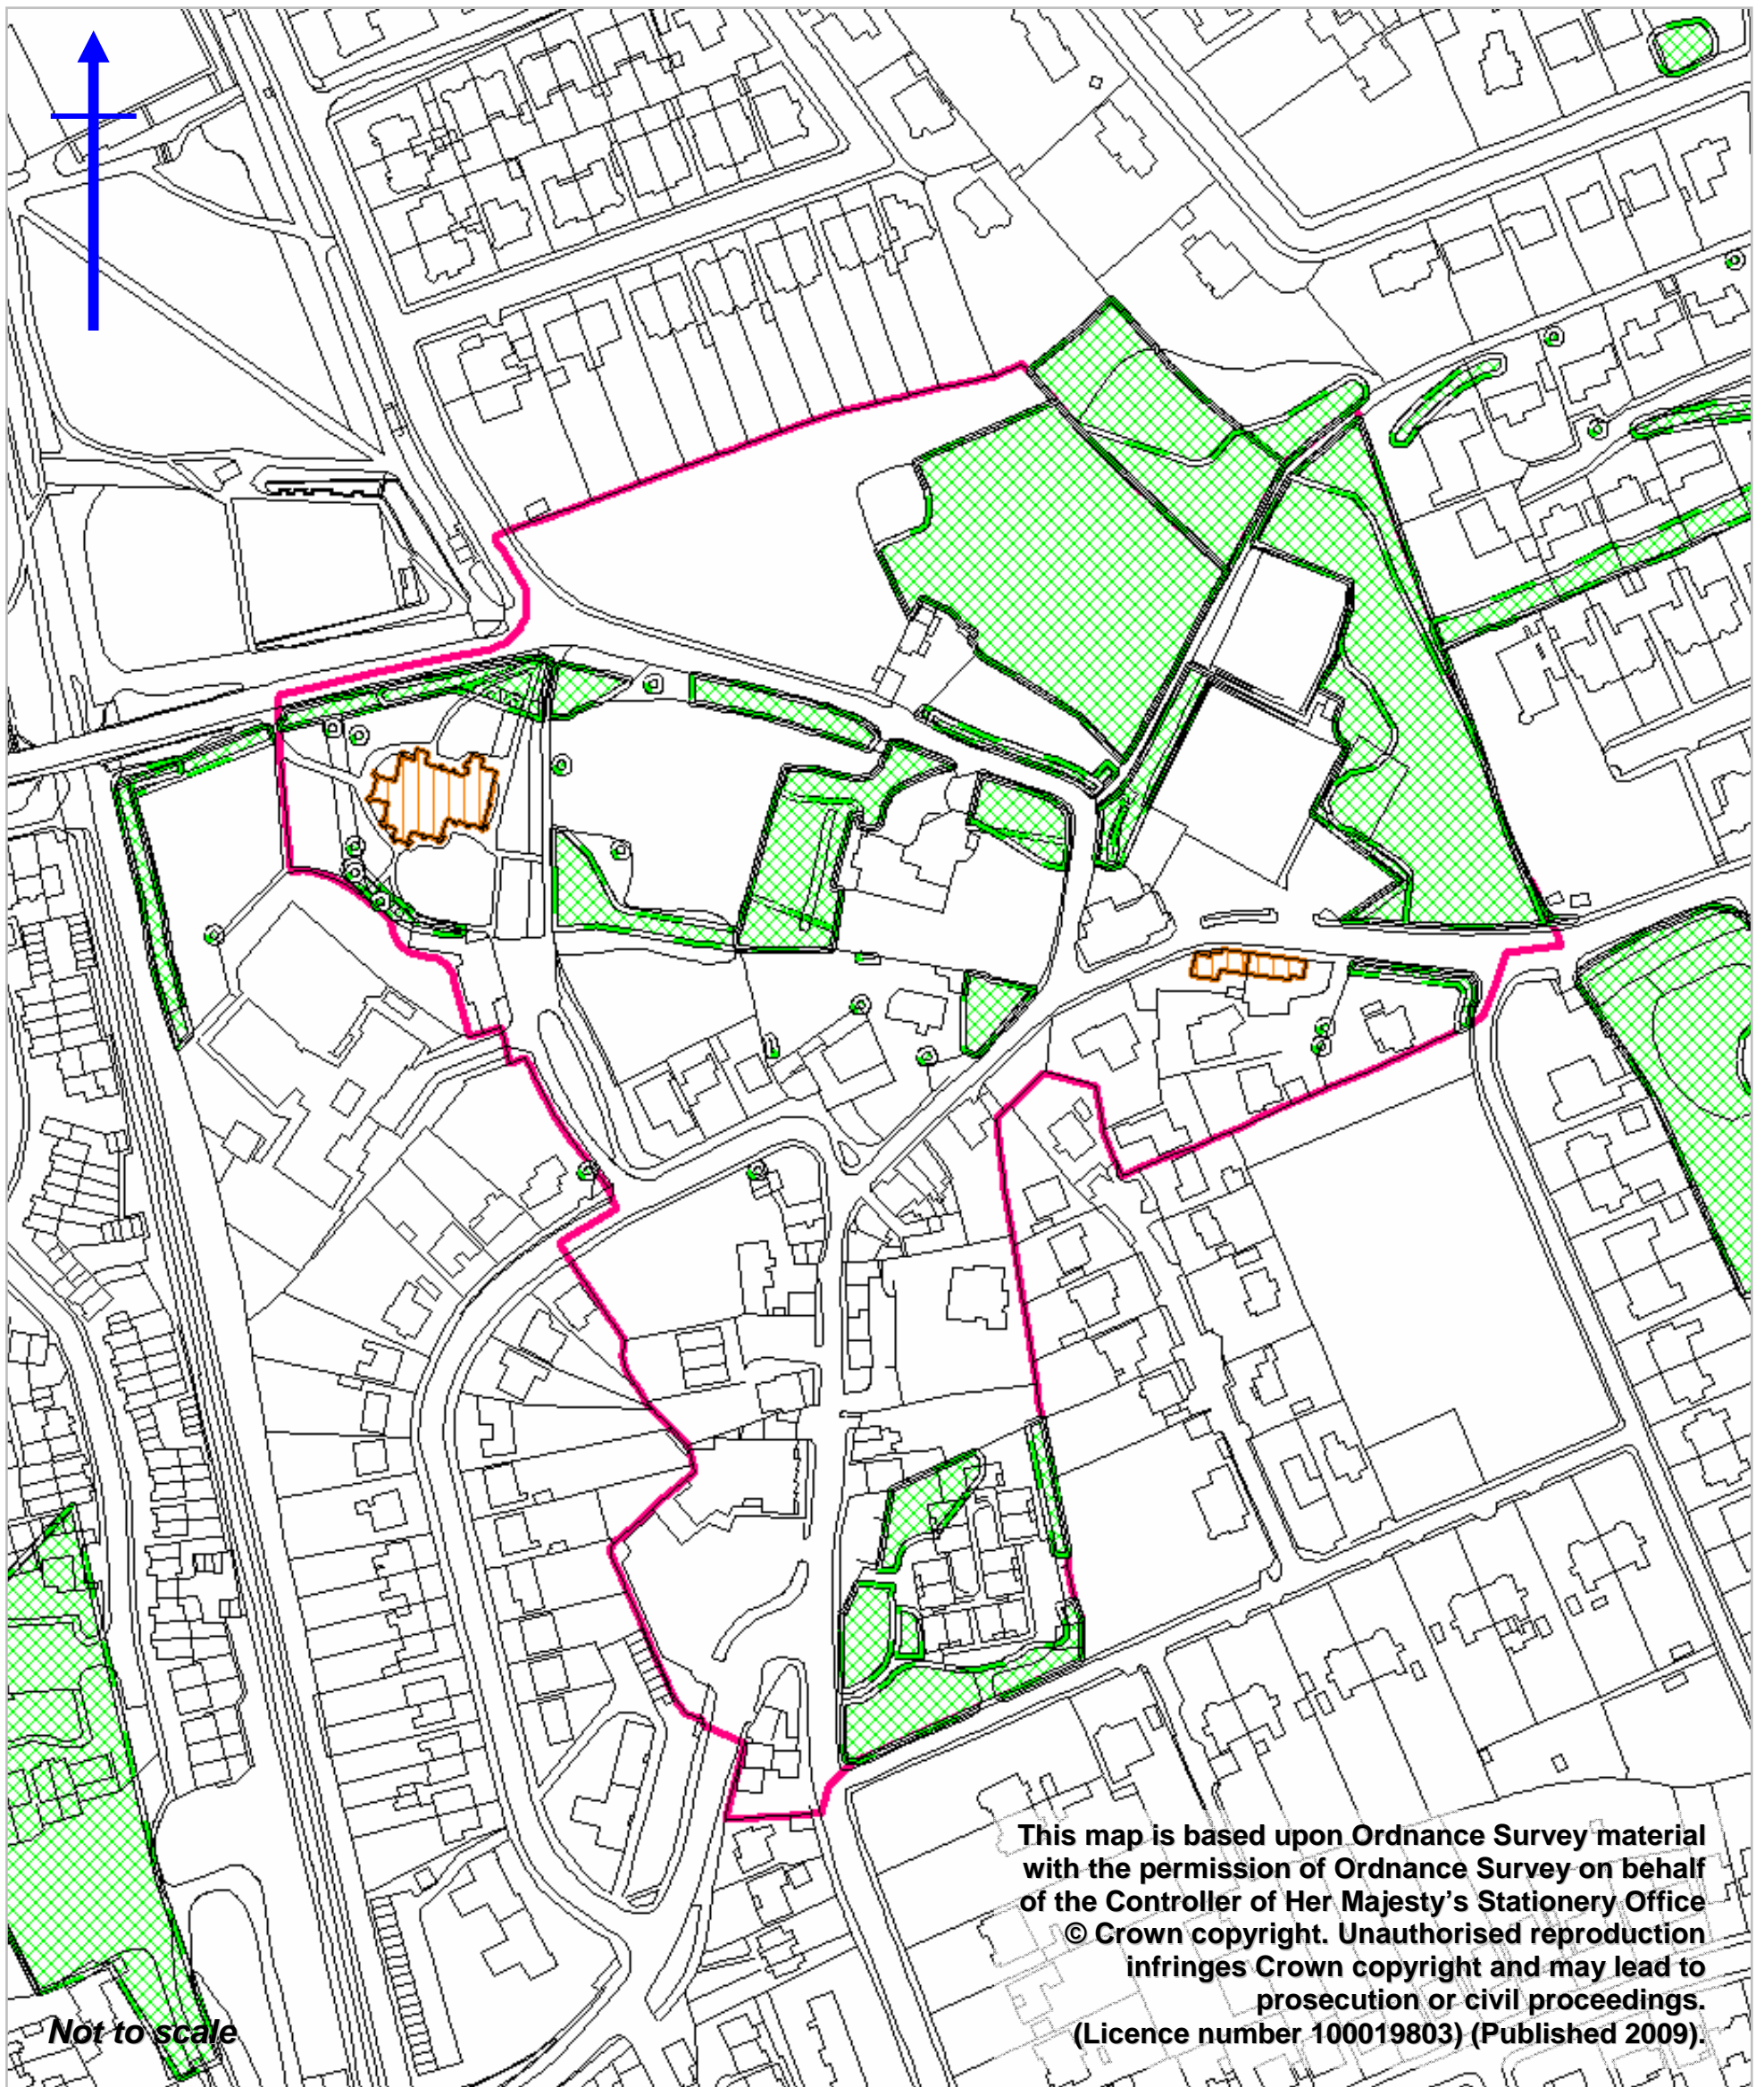 This map is based upon Ordnance Survey material
with the permission of Ordnance Survey on behalf
of the Controller of Her Majesty's Stationery Office
© Crown copyright. Unauthorised reproduction
infringes Crown copyright and may lead to
prosecution or civil proceedings.
(Licence number 100019803) (Published 2009).
Not to scale